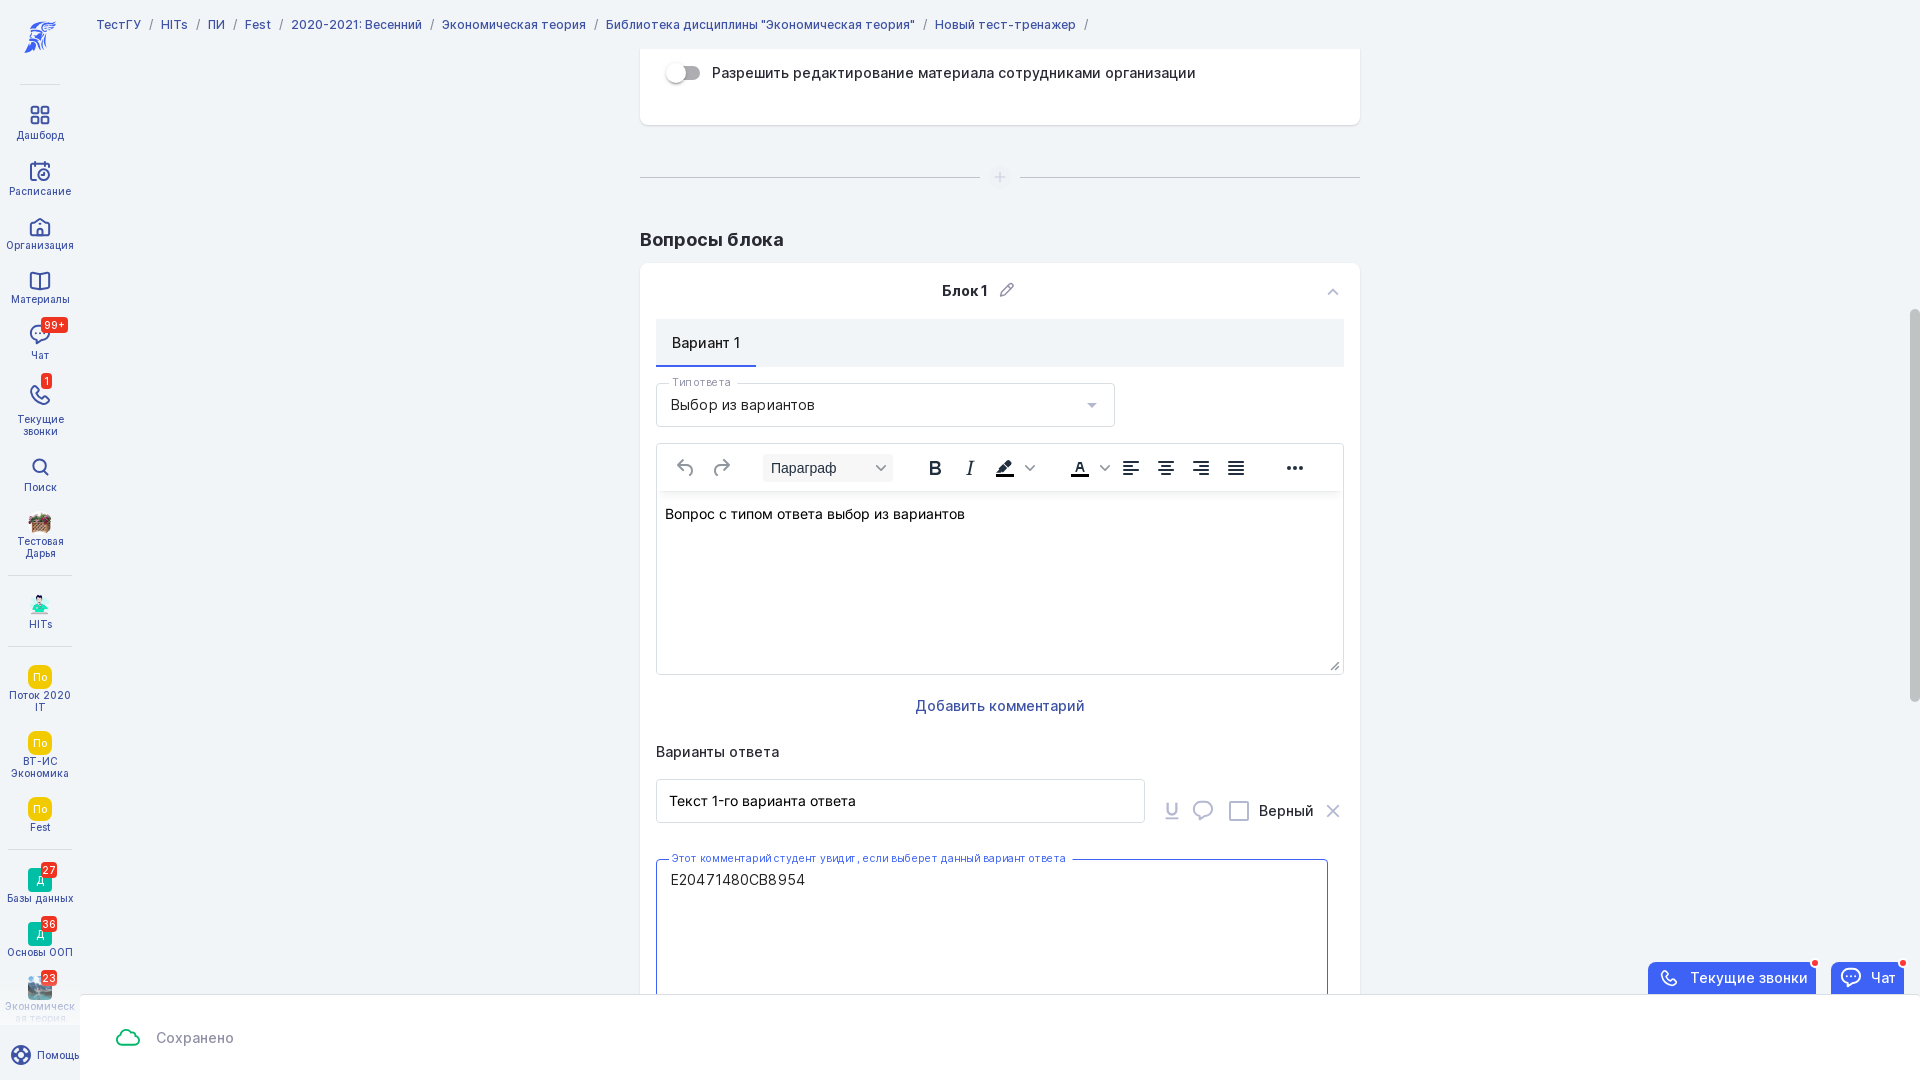 ТестГУ / HITs / ПИ / Fest / 2020-2021: Весенний / Экономическая теория / Библиотека дисциплины "Экономическая теория" / Новый тест-тренажер /
Дашборд
Расписание
Организация
Материалы
99+
Чат
1
Текущие
звонки
Поиск
Тестовая
Дарья
HITs
По
Поток 2020
IT
По
ВТ-ИС
Экономика
По
Fest
27
Д
Базы данных
36
Д
Основы ООП
23
Экономическ
ая теория
Помощь
Разрешить редактирование материала сотрудниками организации
Вопросы блока
Блок 1
Вариант 1
Тип ответа
Выбор из вариантов
Параграф
Вопрос с типом ответа выбор из вариантов
Добавить комментарий
Варианты ответа
Текст 1-го варианта ответа
Верный
Этот комментарий студент увидит, если выберет данный вариант ответа
E20471480CB8954
Текущие звонки
Чат
Сохранено